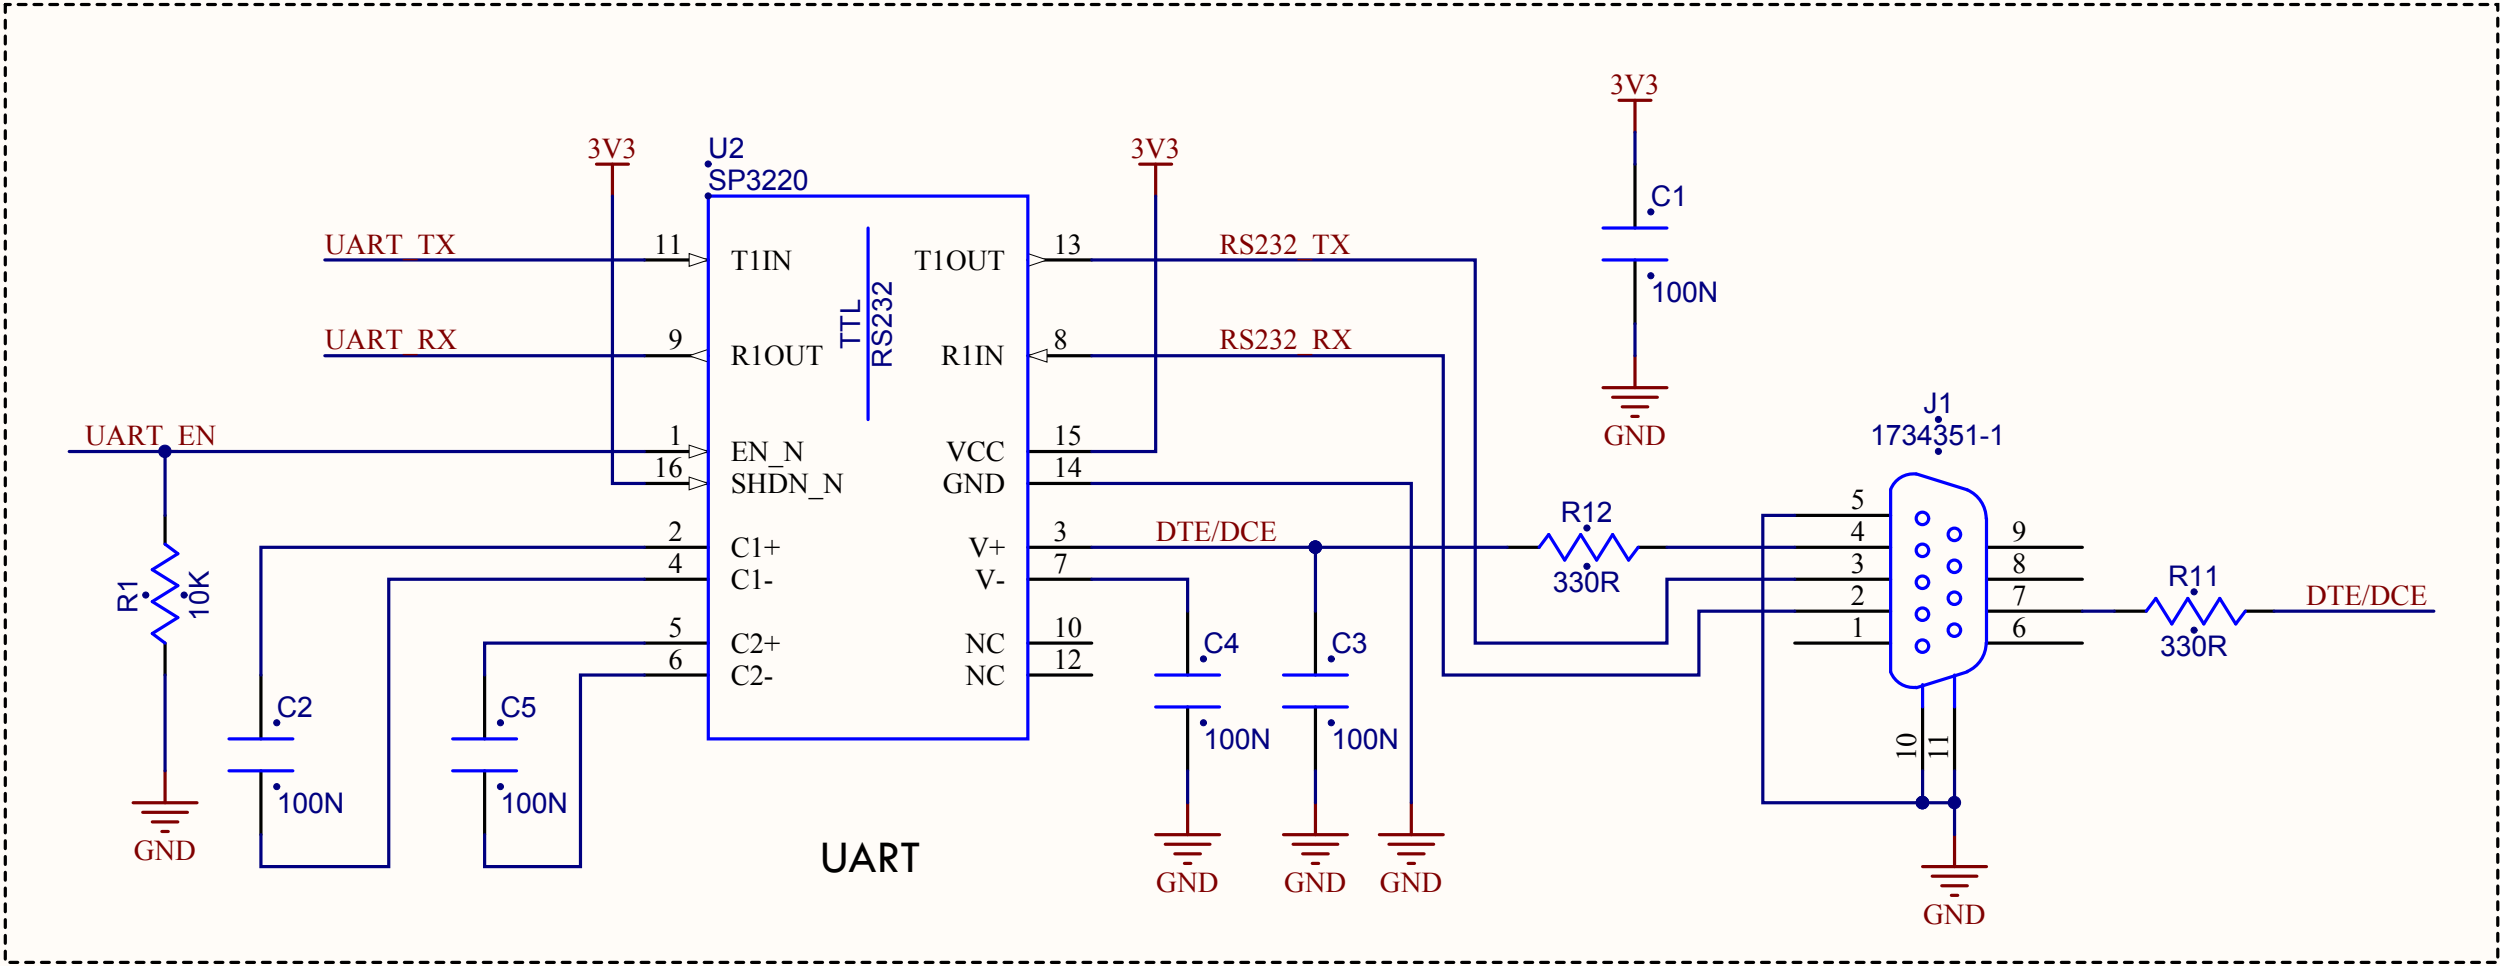 3V3
3V3
U2
3V3
SP3220
C1
UART_TX
11
T1IN
T1OUT
13
RS232_TX
100N
TTL
RS232
UART_RX
9
R1OUT
R1IN
8
RS232_RX
J1
UART_EN
1
EN_N
VCC
15
GND
1734351-1
16
SHDN_N
GND
14
5
R12
2
C1+
V+
3
DTE/DCE
4
9
4
C1-
V-
7
330R
3
8
R11
R1
10K
2
7
DTE/DCE
5
C2+
NC
10
C4
C3
1
6
330R
6
C2-
NC
12
C2
C5
100N
100N
10
11
100N
100N
GND
UART
GND
GND
GND
GND